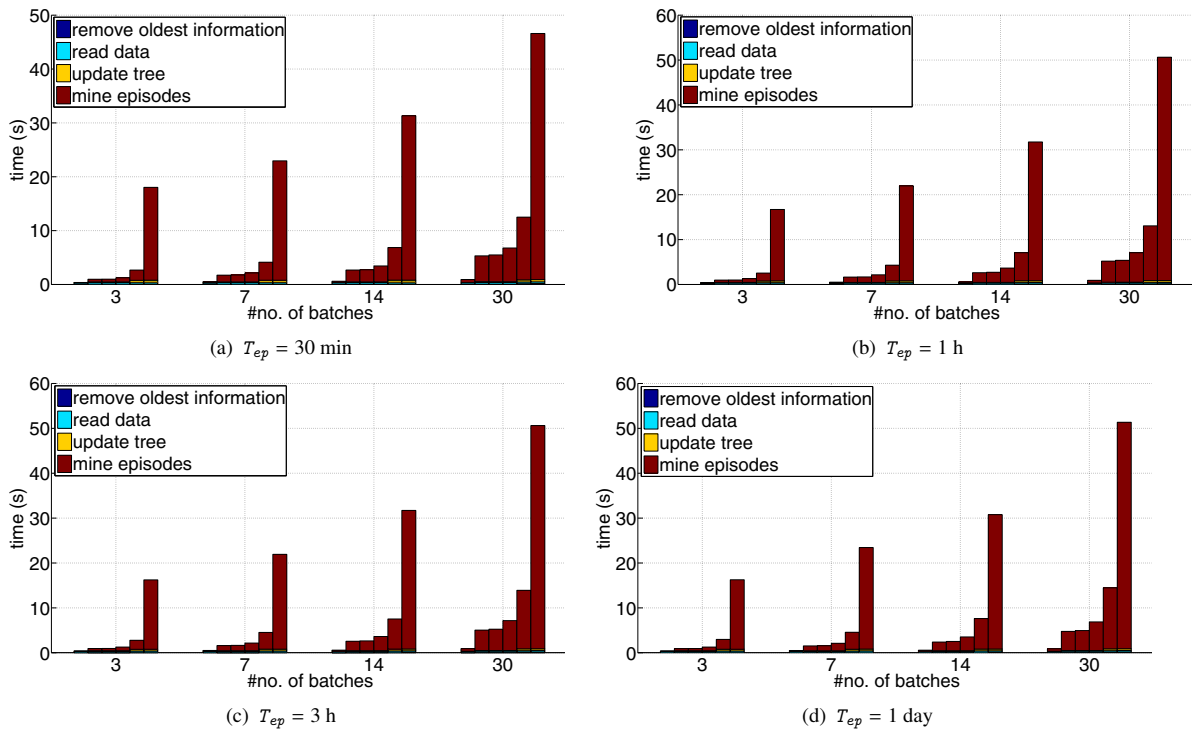 50
40
30
20
10
0
time (s)
remove oldest information
read data
update tree
mine episodes
3 7 14 30
#no. of batches
(a) Tep = 30 min
60
50
40
30
20
10
0
time (s)
remove oldest information
read data
update tree
mine episodes
3 7 14 30
#no. of batches
(b) Tep = 1 h
60
50
40
30
20
10
0
time (s)
remove oldest information
read data
update tree
mine episodes
3 7 14 30
#no. of batches
(c) Tep = 3 h
60
50
40
30
20
10
0
time (s)
remove oldest information
read data
update tree
mine episodes
3 7 14 30
#no. of batches
(d) Tep = 1 day